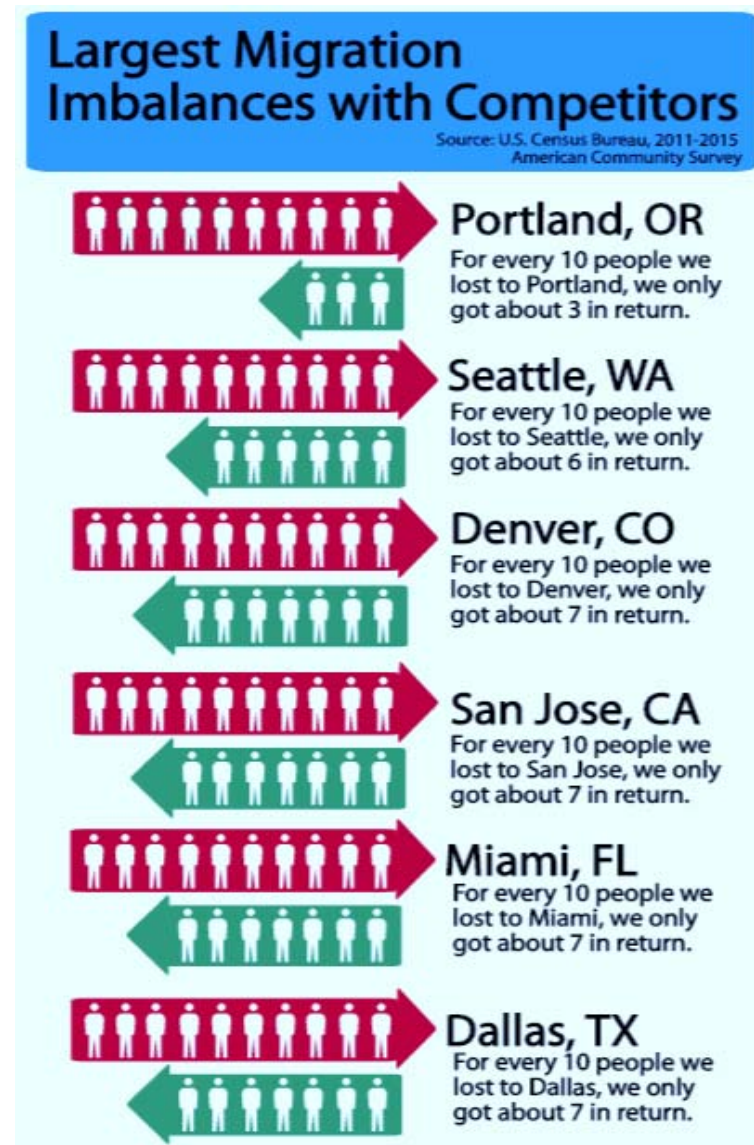 Largest Migration
Imbalances with Competitors
Source: U.S. Census Bureau, 2011-2015
American Community Survey
Portland, OR
For every 10 people we
lost to Portland, we only
got about 3 in return.
Seattle, WA
For every 10 people we
lost to Seattle, we only
got about 6 in return.
Denver, CO
For every 10 people we
lost to Denver, we only
got about 7 in return.
San Jose, CA
For every 10 people we
lost to San Jose, we only
got about 7 in return.
Miami, FL
For every 10 people we
lost to Miami, we only
got about 7 in return.
Dallas, TX
For every 10 people we
lost to Dallas, we only
got about 7 in return.